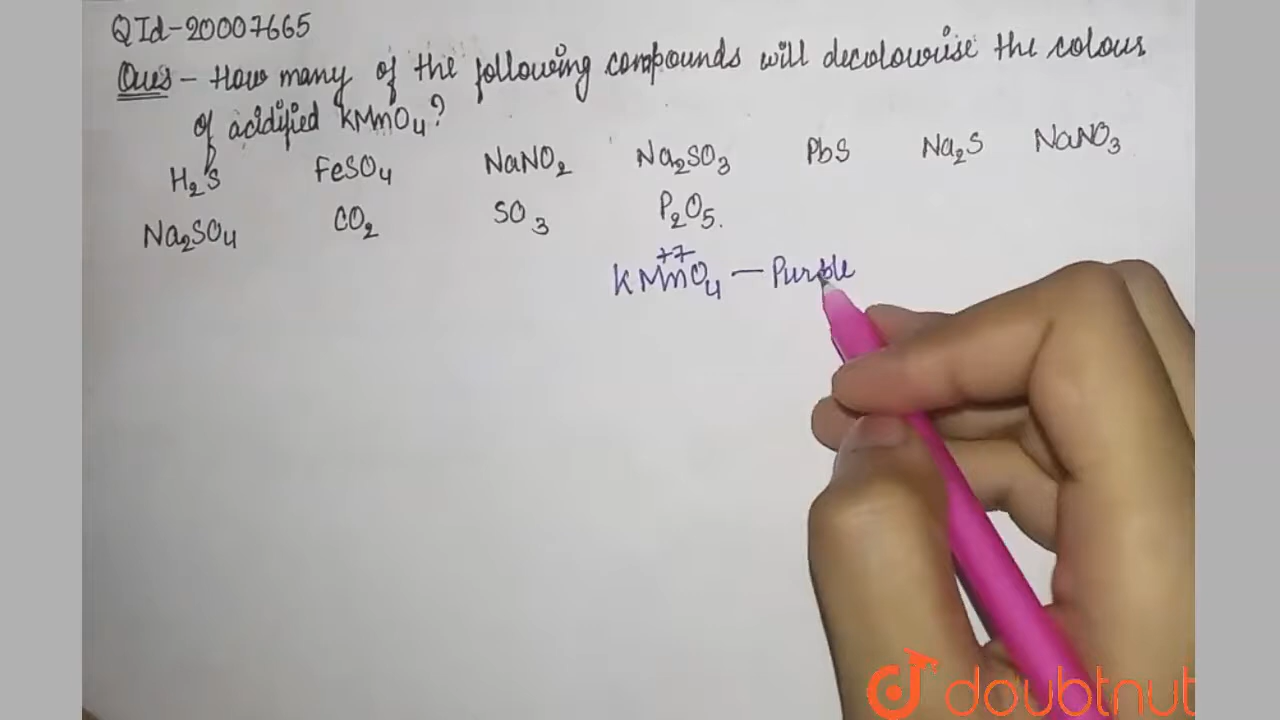 QId-20007665
Ques - How many of the following compounds will decolourise the colour
of acidified KMnO4?
H2S FeSO4 NaNO2 Na2SO3 PbS Na2S NaNO3
Na2SO4 CO2 SO3 P2O5.
+7
KMnO4 — Purple
doubtnut